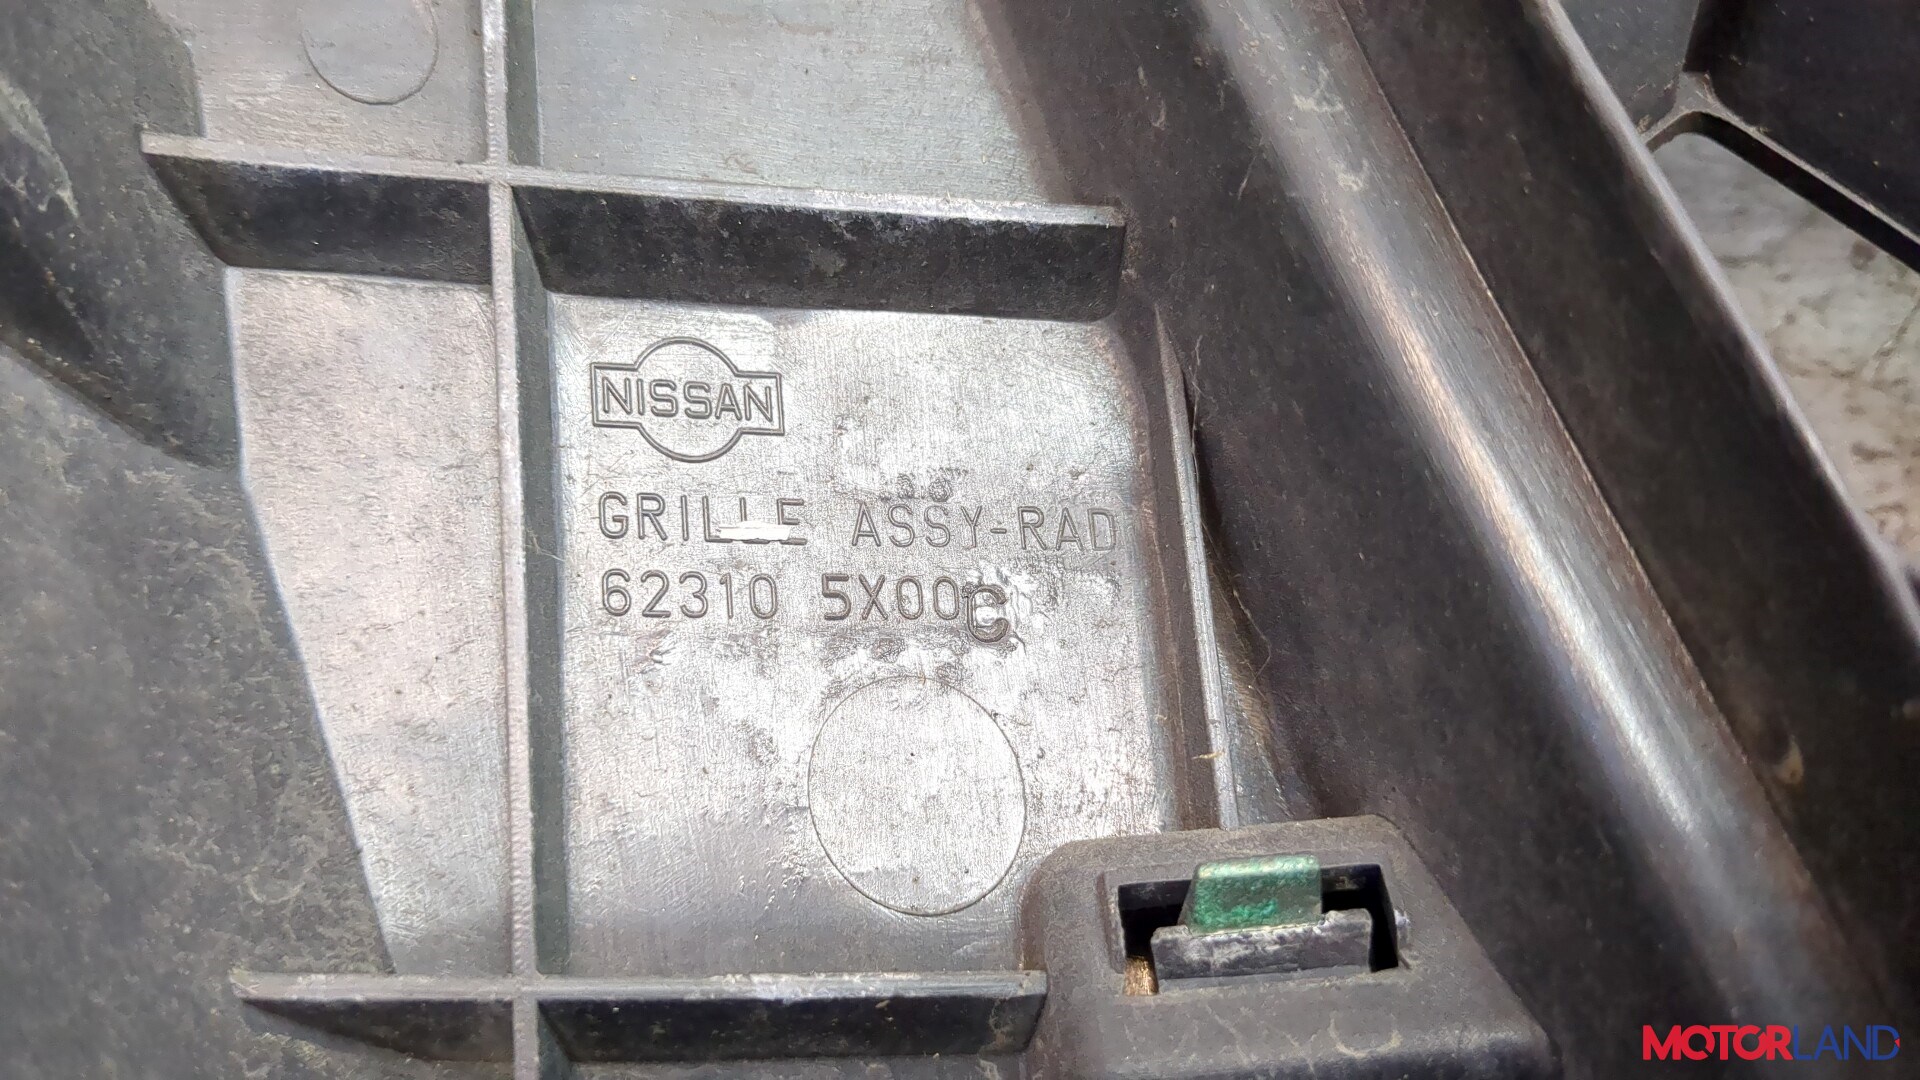 NISSAN
GRILLE ASSY-RAD
62310 5X00C
MOTORLAND